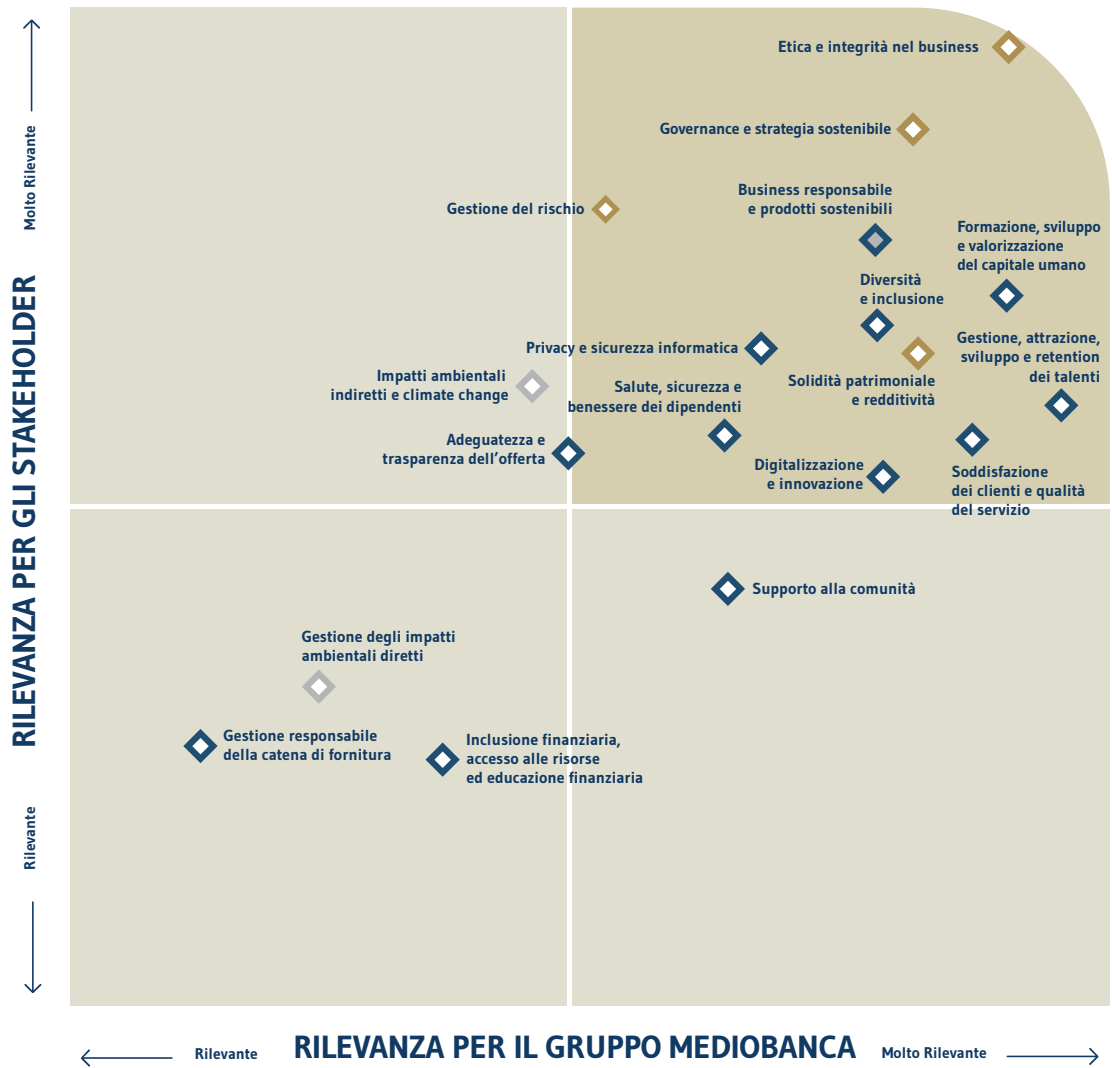 Molto Rilevante
RILEVANZA PER GLI STAKEHOLDER
Rilevante
Etica e integrità nel business
Governance e strategia sostenibile
Business responsabile
e prodotti sostenibili
Gestione del rischio
Formazione, sviluppo
e valorizzazione
del capitale umano
Diversità
e inclusione
Privacy e sicurezza informatica
Gestione, attrazione,
sviluppo e retention
dei talenti
Impatti ambientali
indiretti e climate change
Solidità patrimoniale
e redditività
Salute, sicurezza e
benessere dei dipendenti
Adeguatezza e
trasparenza dell’offerta
Digitalizzazione
e innovazione
Soddisfazione
dei clienti e qualità
del servizio
Supporto alla comunità
Gestione degli impatti
ambientali diretti
Gestione responsabile
della catena di fornitura
Inclusione finanziaria,
accesso alle risorse
ed educazione finanziaria
Rilevante
RILEVANZA PER IL GRUPPO MEDIOBANCA
Molto Rilevante